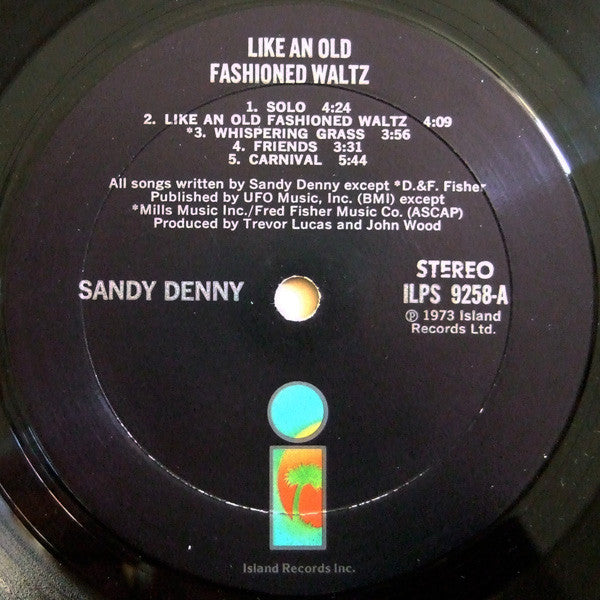 LIKE AN OLD
FASHIONED WALTZ
1. SOLO 4:24
2. LIKE AN OLD FASHIONED WALTZ 4:09
*3. WHISPERING GRASS 3:56
4. FRIENDS 3:31
5. CARNIVAL 5:44
All songs written by Sandy Denny except *D.&F. Fisher
Published by UFO Music, Inc. (BMI) except
*Mills Music Inc./Fred Fisher Music Co. (ASCAP)
Produced by Trevor Lucas and John Wood
SANDY DENNY
STEREO
ILPS 9258-A
℗ 1973 Island
Records Ltd.
i
Island Records Inc.